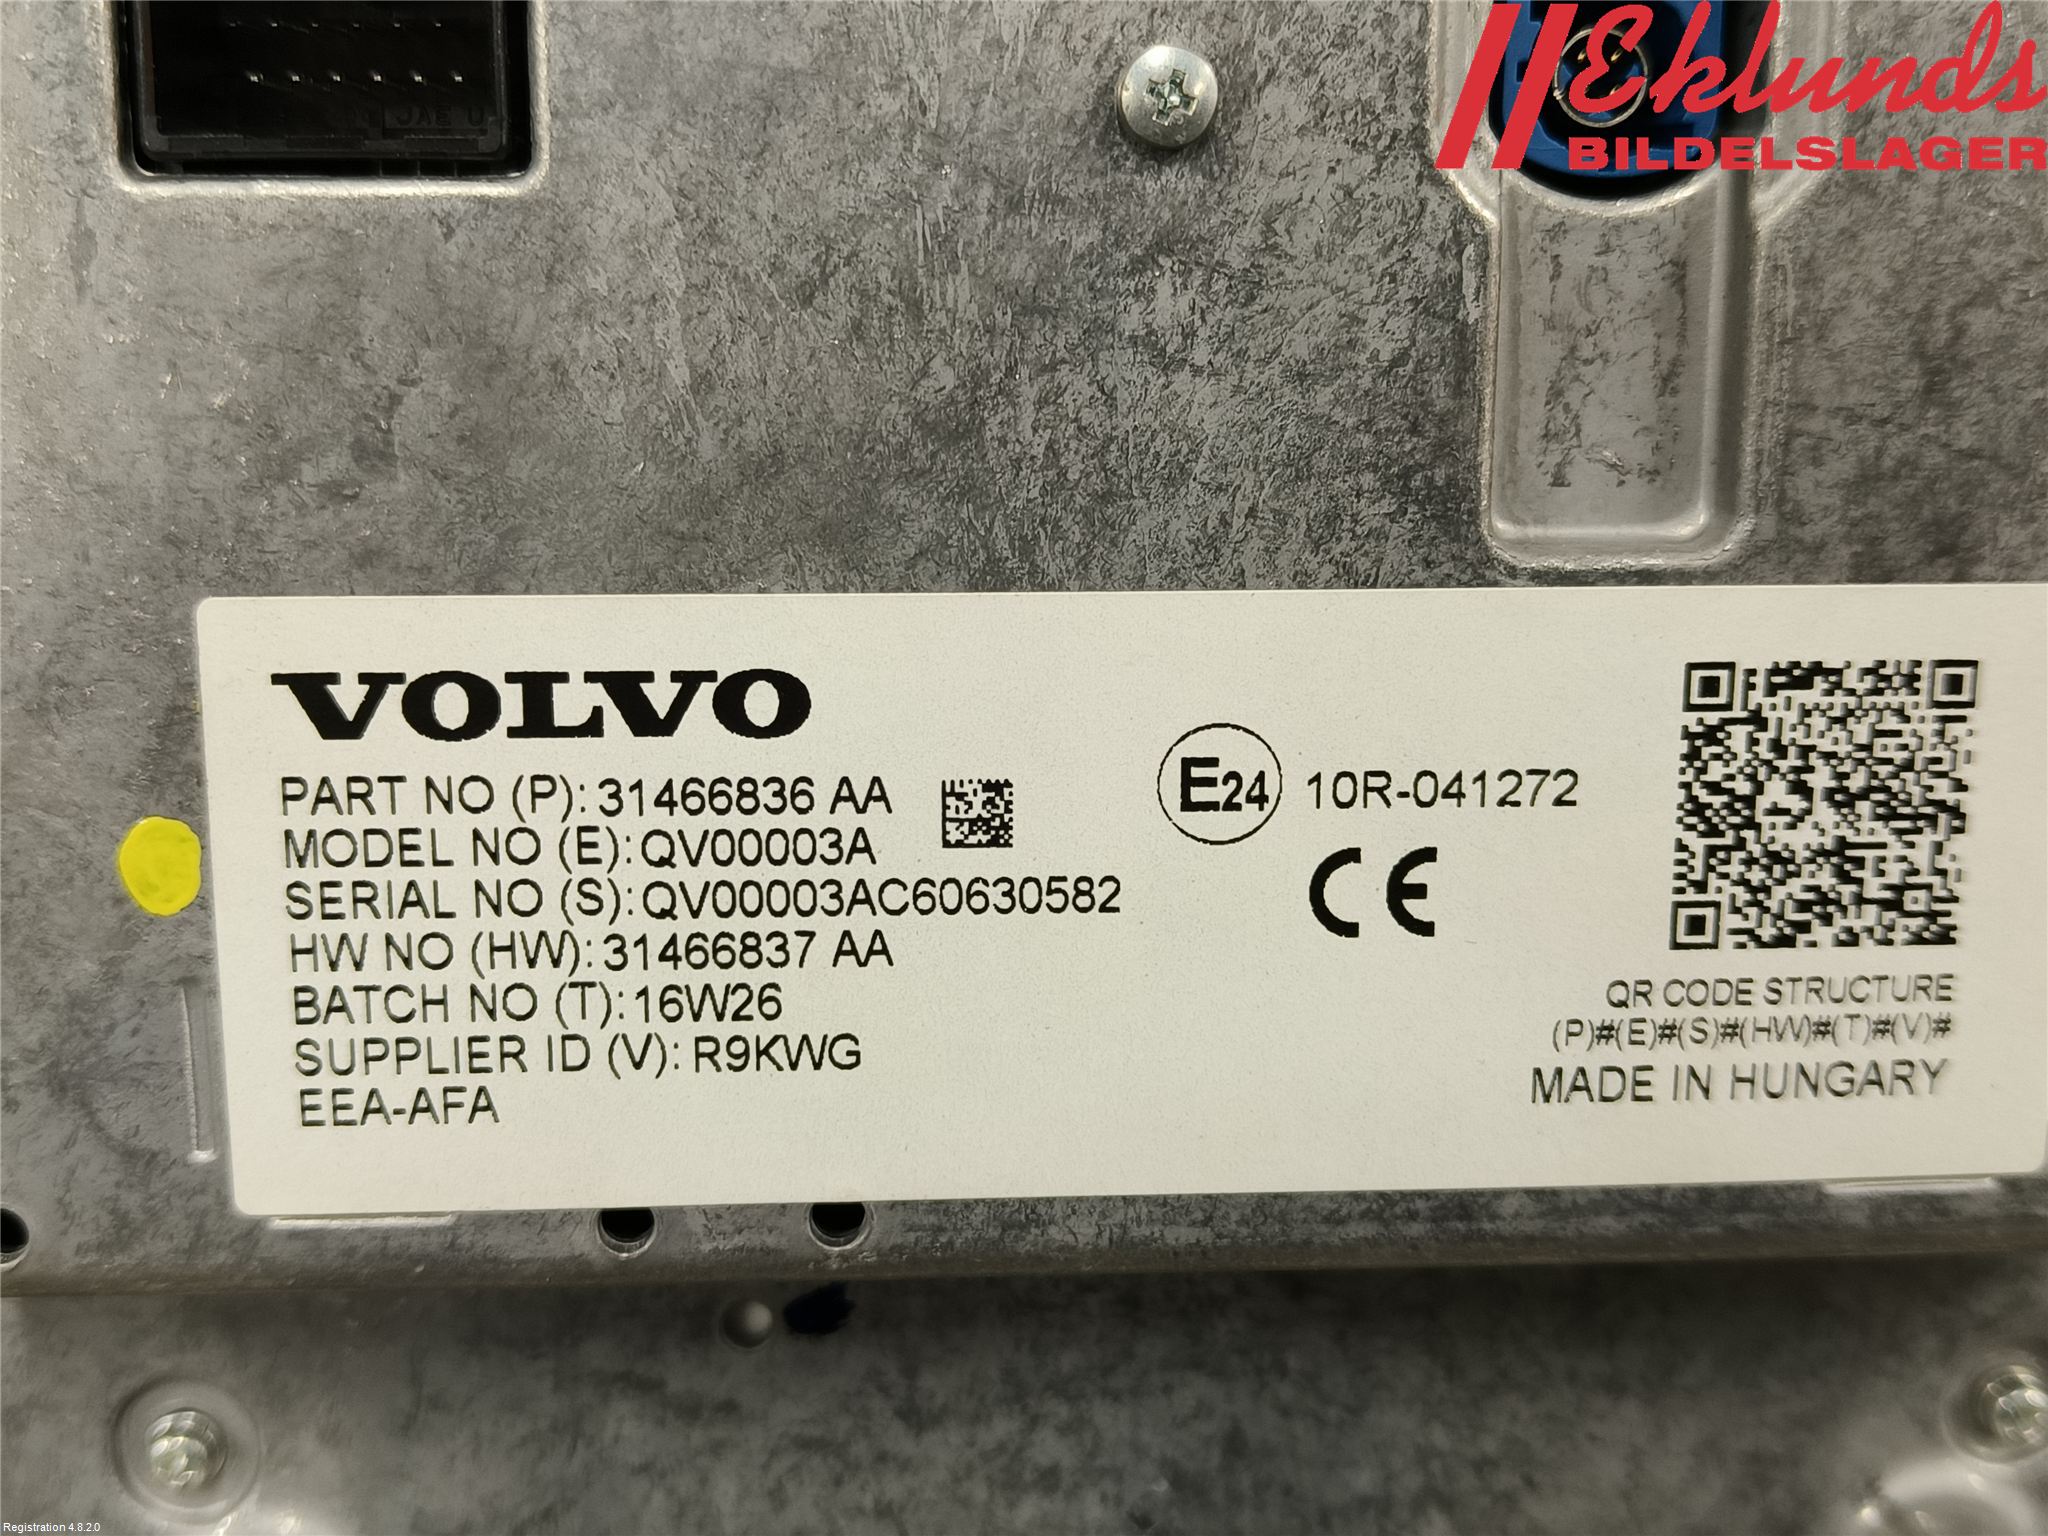 JAE U
Eklunds
BILDELSLAGER
VOLVO
PART NO (P): 31466836 AA
MODEL NO (E): QV00003A
SERIAL NO (S): QV00003AC60630582
HW NO (HW): 31466837 AA
BATCH NO (T): 16W26
SUPPLIER ID (V): R9KWG
EEA-AFA
E24 10R-041272
CE
QR CODE STRUCTURE
(P)#(E)#(S)#(HW)#(T)#(V)#
MADE IN HUNGARY
Registration 4.8.2.0